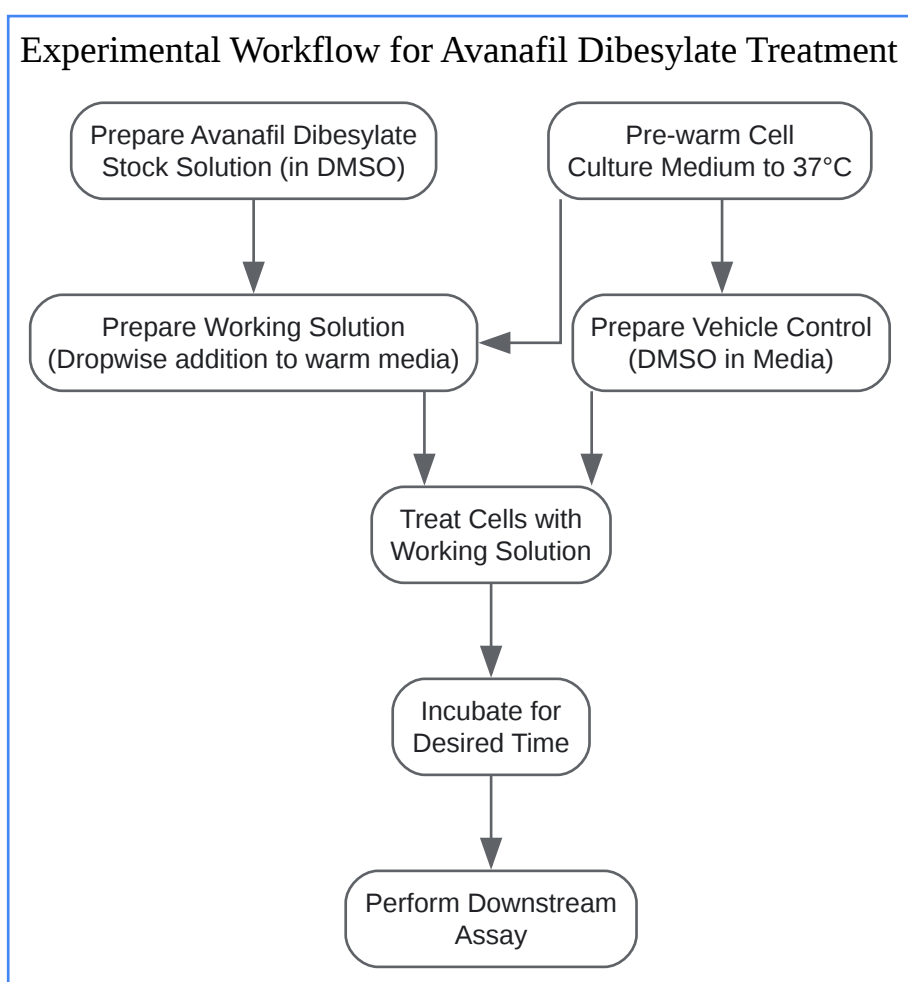 Experimental Workflow for Avanafil Dibesylate Treatment
Prepare Avanafil Dibesylate
Stock Solution (in DMSO)
Pre-warm Cell
Culture Medium to 37°C
Prepare Working Solution
(Dropwise addition to warm media)
Prepare Vehicle Control
(DMSO in Media)
Treat Cells with
Working Solution
Incubate for
Desired Time
Perform Downstream
Assay